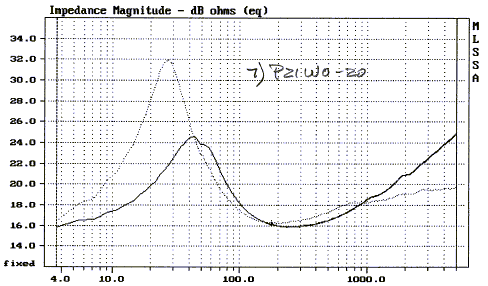 Impedance Magnitude - dB ohms (eq)
34.0
32.0
30.0
28.0
26.0
24.0
22.0
20.0
18.0
16.0
14.0
fixed
4.0 10.0 100.0 1000.0
7) P21W0-20
M
L
S
S
A